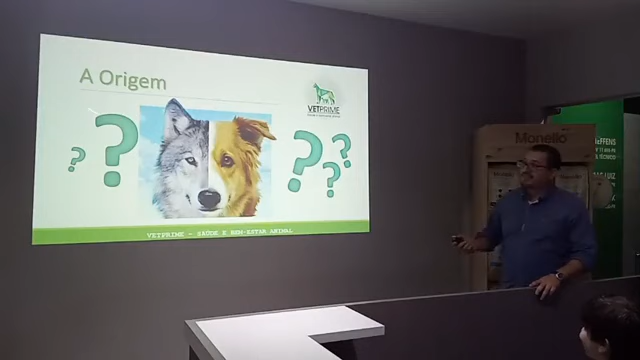 A Origem
VETPRIME
? ? ? ? ?
VETPRIME - SAÚDE E BEM-ESTAR ANIMAL
Monello